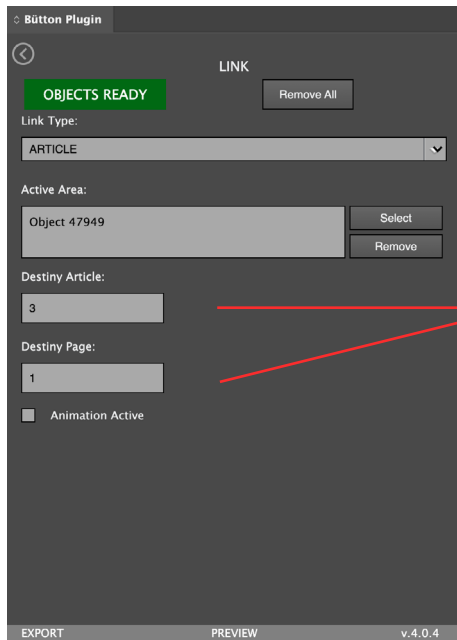 Bütton Plugin
LINK
OBJECTS READY
Remove All
Link Type:
ARTICLE
Active Area:
Object 47949
Select
Remove
Destiny Article:
3
Destiny Page:
1
Animation Active
EXPORT PREVIEW v.4.0.4